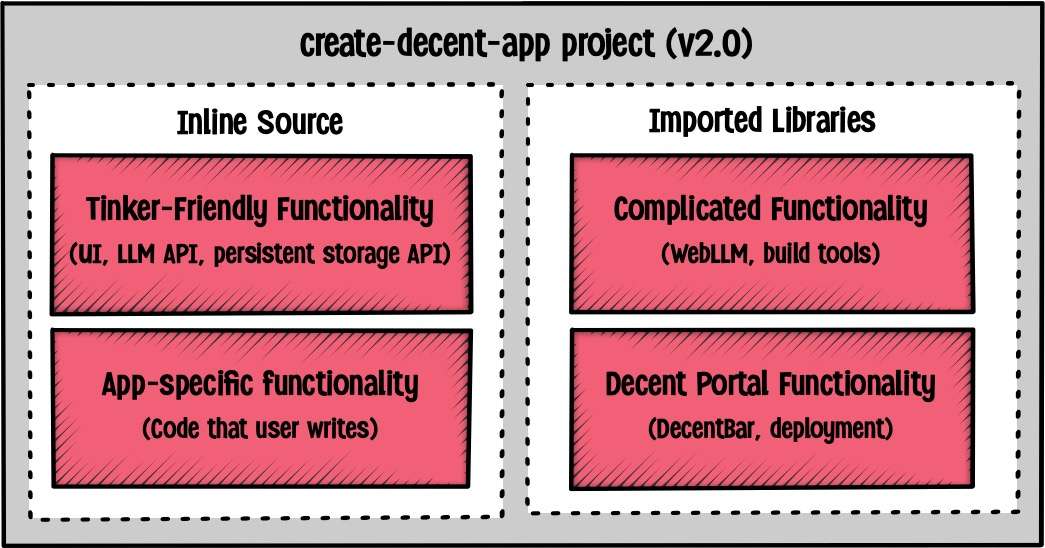 create-decent-app project (v2.0)
Inline Source
Tinker-Friendly Functionality
(UI, LLM API, persistent storage API)
App-specific functionality
(Code that user writes)
Imported Libraries
Complicated Functionality
(WebLLM, build tools)
Decent Portal Functionality
(DecentBar, deployment)